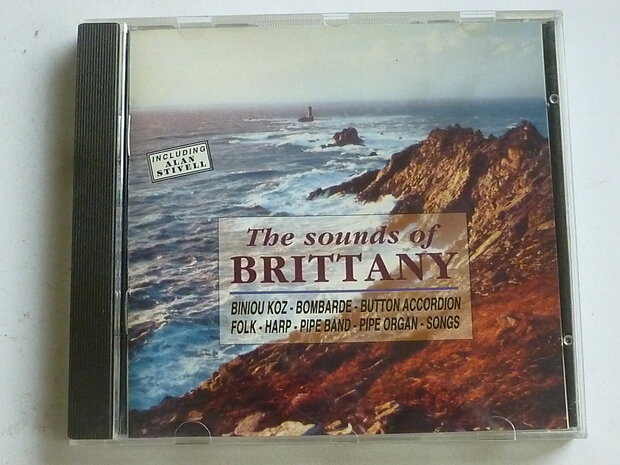 INCLUDING
ALAN
STIVELL
The sounds of
BRITTANY
BINIOU KOZ - BOMBARDE - BUTTON ACCORDION
FOLK - HARP - PIPE BAND - PIPE ORGAN - SONGS